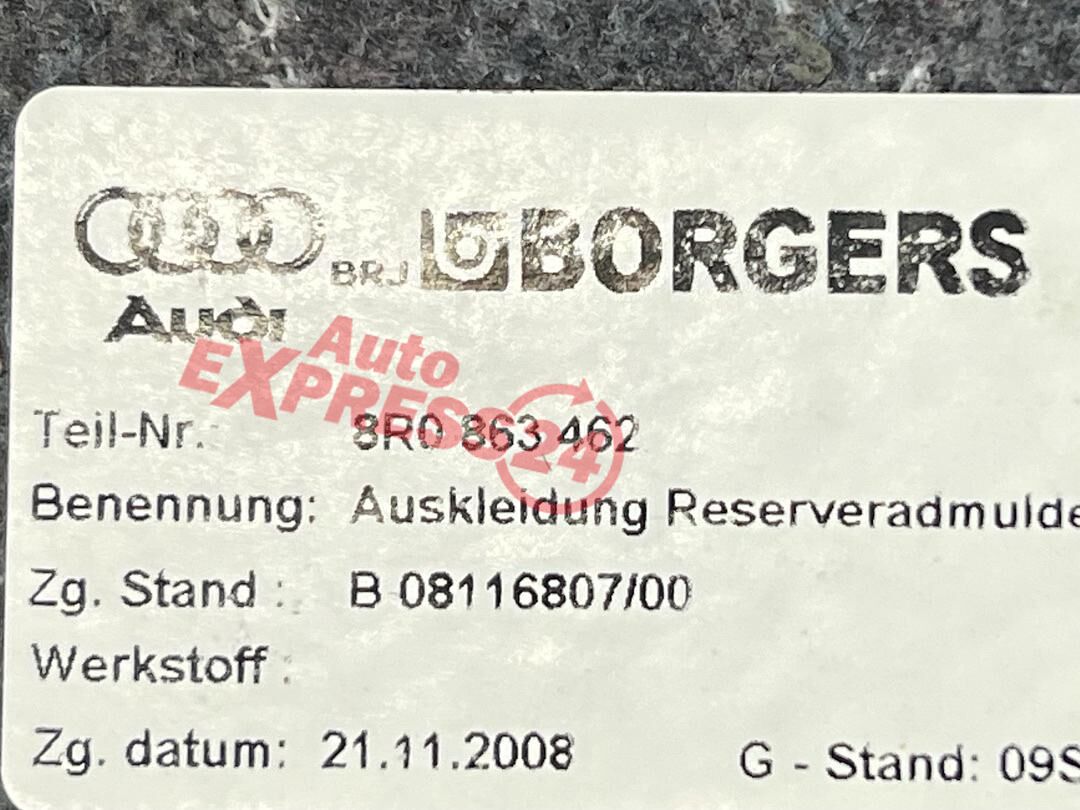 BRJ BORGERS
Audi
Auto
EXPRESS24
Teil-Nr. 8R0 863 462
Benennung: Auskleidung Reserveradmulde
Zg. Stand : B 08116807/00
Werkstoff :
Zg. datum: 21.11.2008 G - Stand: 09S